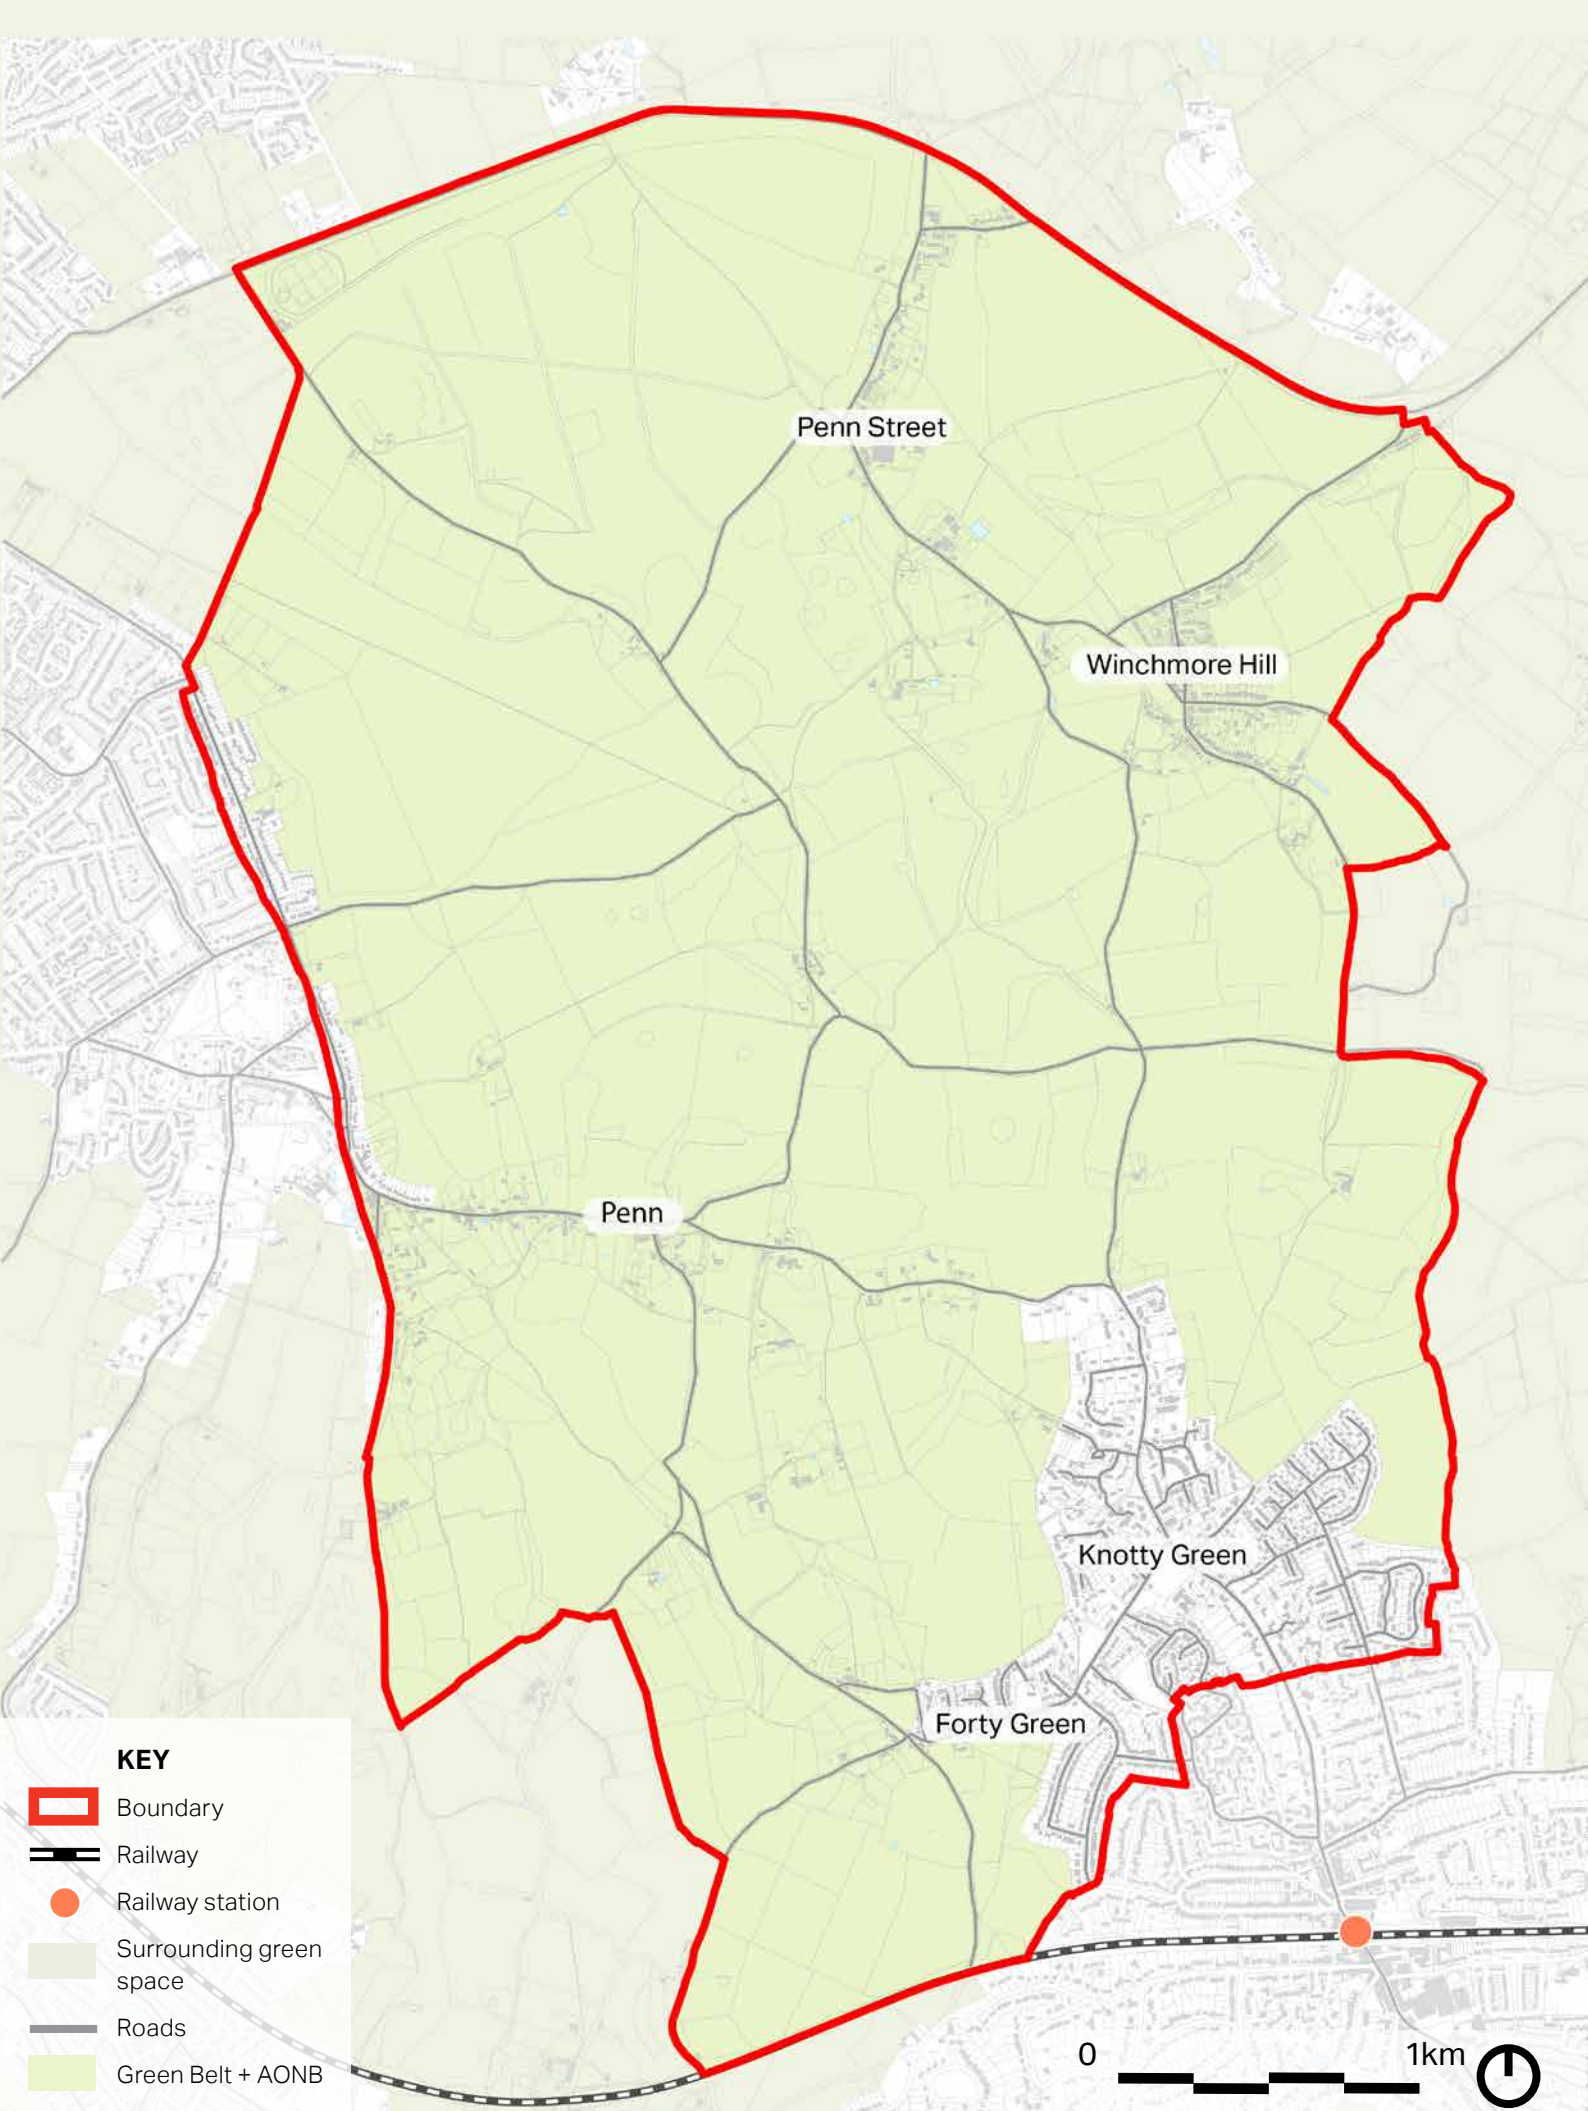 Penn Street
Winchmore Hill
Penn
Knotty Green
Forty Green
KEY
Boundary
Railway
Railway station
Surrounding green
space
Roads
Green Belt + AONB
0 1km